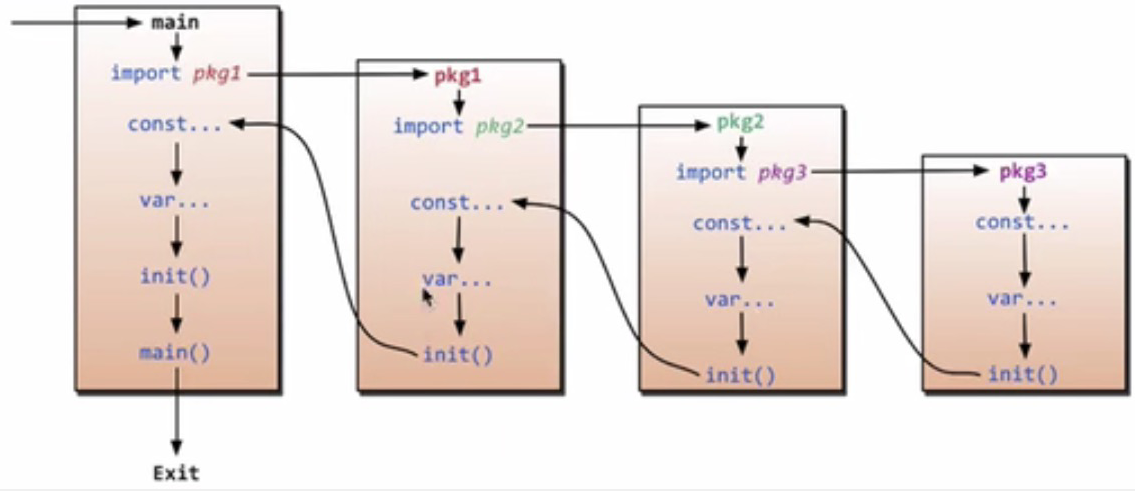 main
import pkg1
const...
var...
init()
main()
Exit
pkg1
import pkg2
const...
var...
init()
pkg2
import pkg3
const...
var...
init()
pkg3
const...
var...
init()